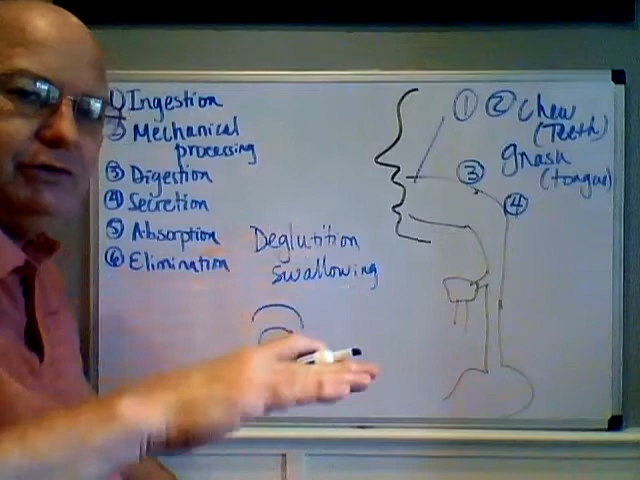 1) Ingestion
2 Mechanical
processing
3 Digestion
4 Secretion
5 Absorption
6 Elimination
Deglutition
Swallowing
1 2 Chew
(Teeth)
gnash
(tongue)
3
4